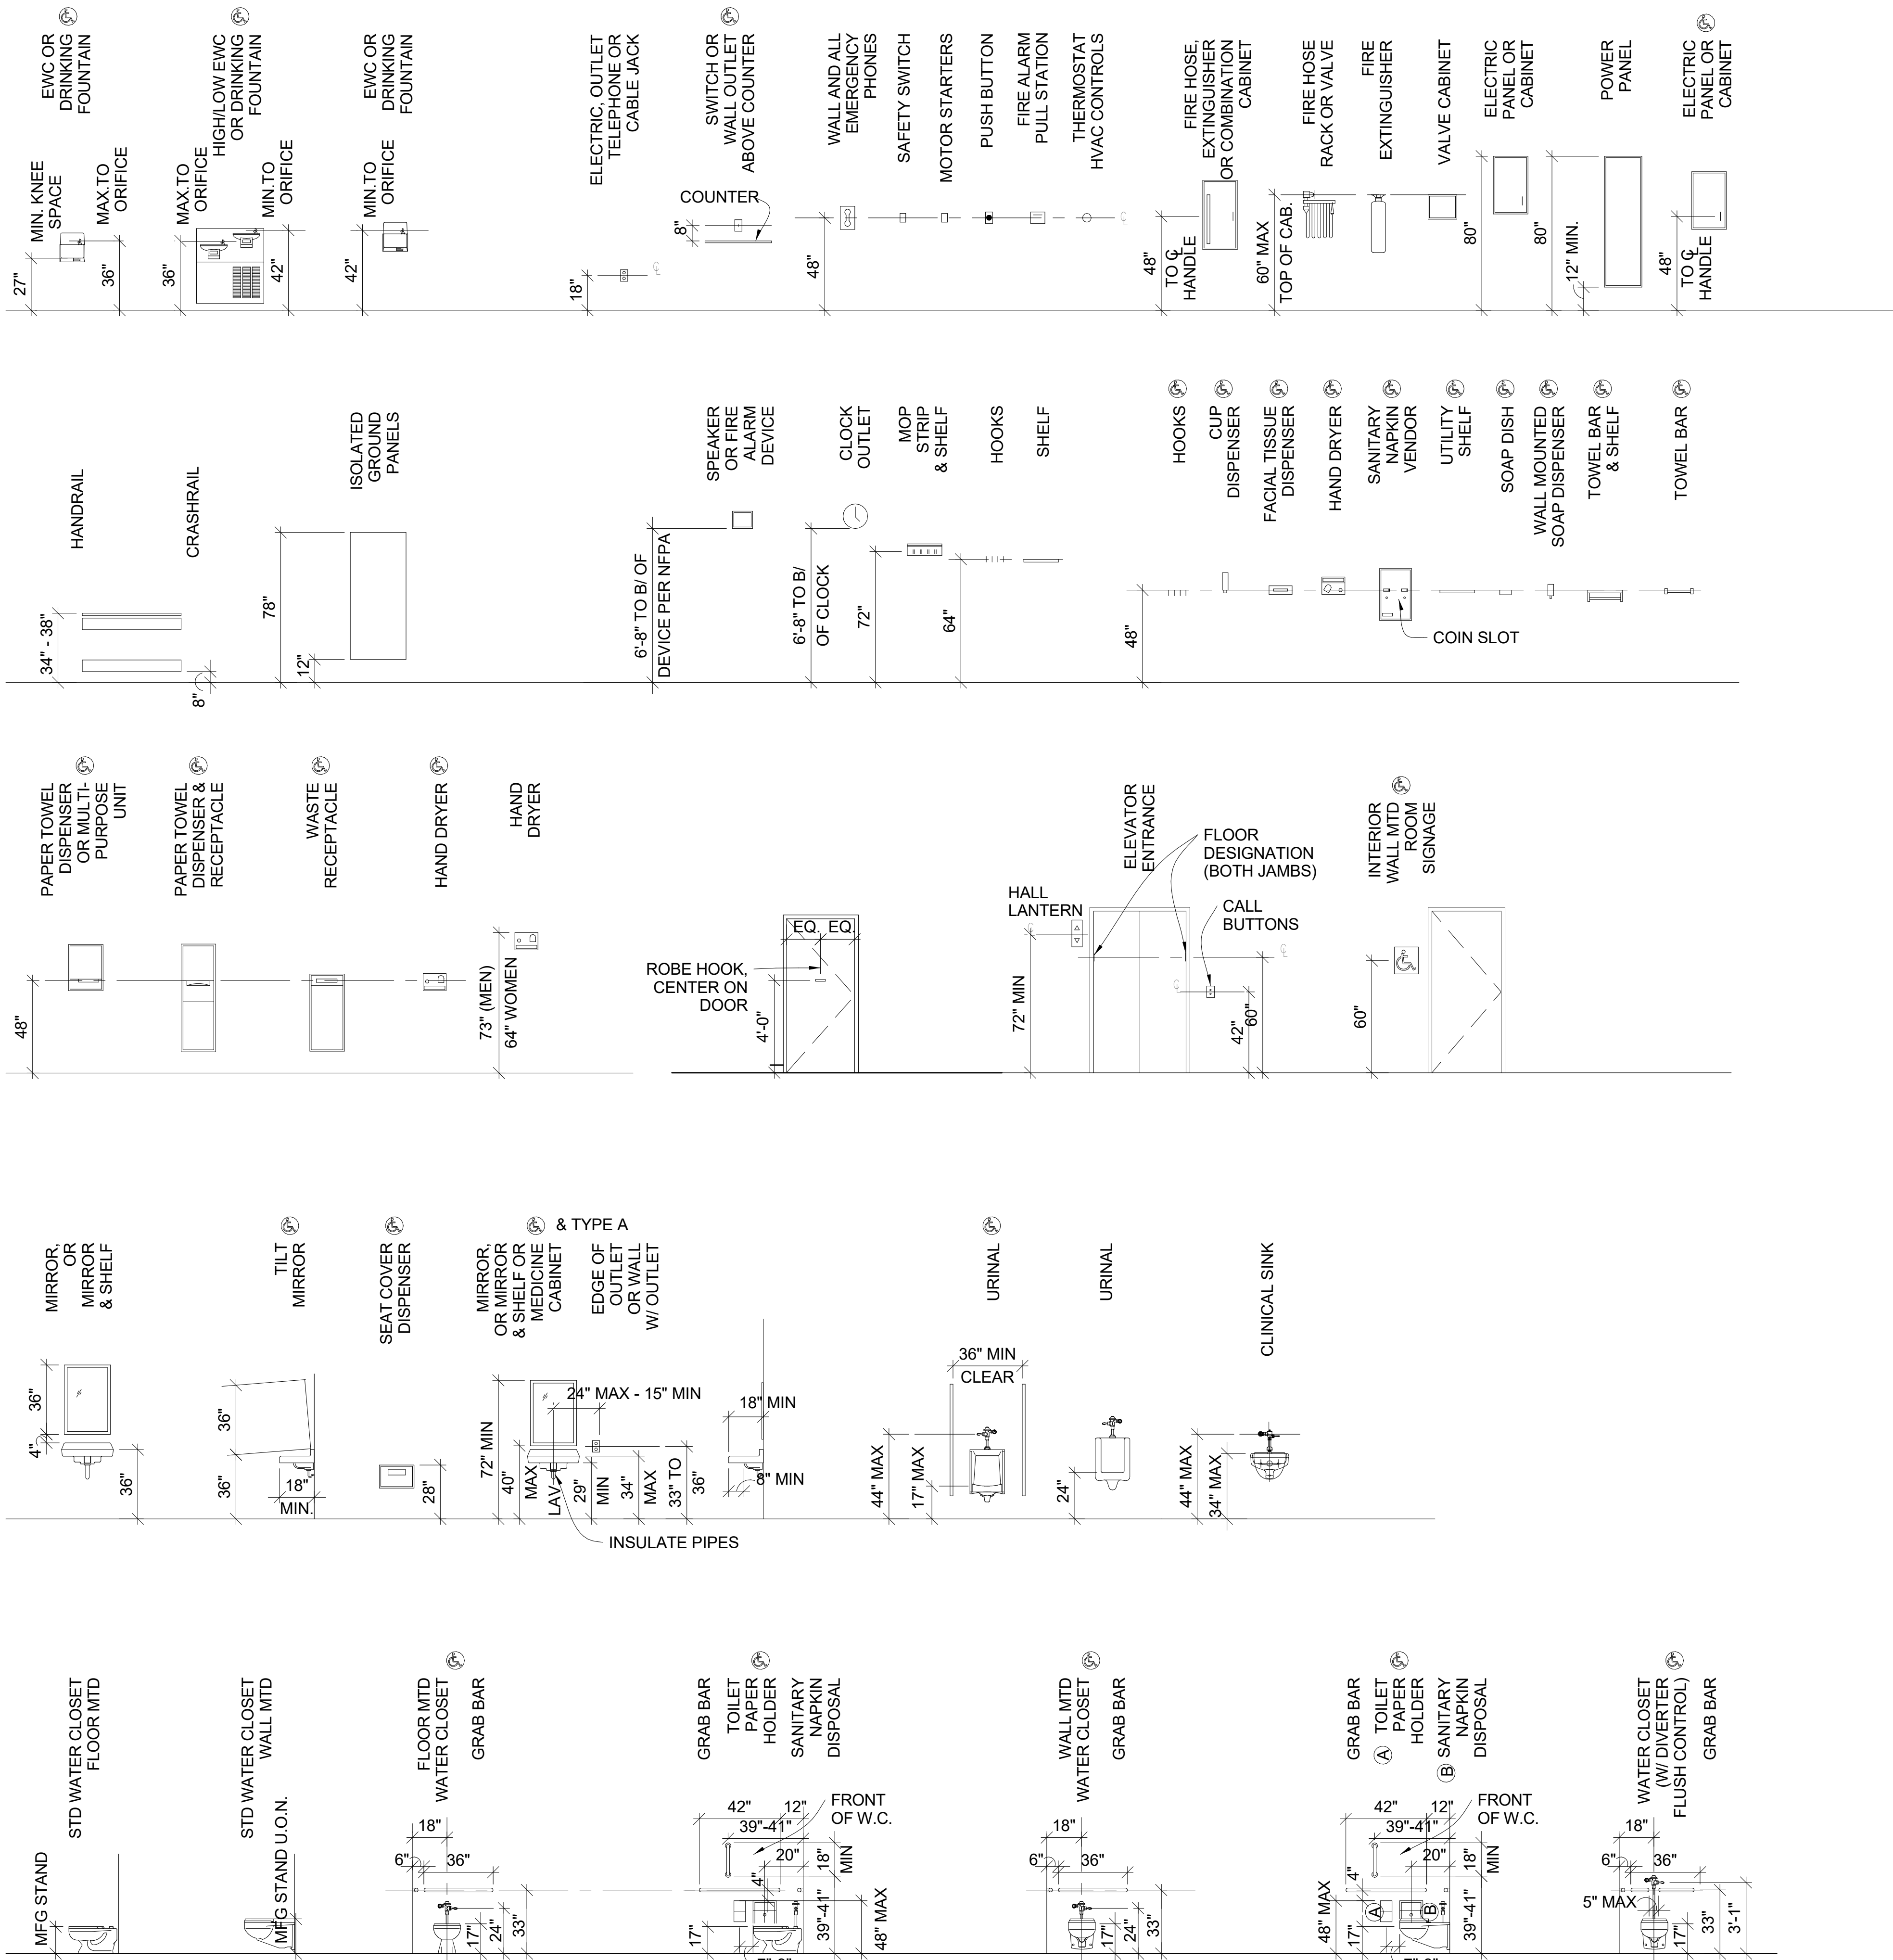 EWC OR
DRINKING
FOUNTAIN
MIN. KNEE
SPACE
MAX.TO
ORIFICE
27"
36"
HIGH/LOW EWC
OR DRINKING
FOUNTAIN
MAX.TO
ORIFICE
MIN.TO
ORIFICE
36"
42"
EWC OR
DRINKING
FOUNTAIN
MIN.TO
ORIFICE
42"
ELECTRIC, OUTLET
TELEPHONE OR
CABLE JACK
18"
SWITCH OR
WALL OUTLET
ABOVE COUNTER
COUNTER
8"
WALL AND ALL
EMERGENCY
PHONES
48"
SAFETY SWITCH
MOTOR STARTERS
PUSH BUTTON
FIRE ALARM
PULL STATION
THERMOSTAT
HVAC CONTROLS
FIRE HOSE,
EXTINGUISHER
OR COMBINATION
CABINET
48"
TO ℄
HANDLE
FIRE HOSE
RACK OR VALVE
60" MAX
TOP OF CAB.
FIRE
EXTINGUISHER
VALVE CABINET
ELECTRIC
PANEL OR
CABINET
80"
POWER
PANEL
80"
12" MIN.
ELECTRIC
PANEL OR
CABINET
48"
TO ℄
HANDLE
HANDRAIL
34" - 38"
CRASHRAIL
8"
ISOLATED
GROUND
PANELS
78"
12"
SPEAKER
OR FIRE
ALARM
DEVICE
6'-8" TO B/ OF
DEVICE PER NFPA
CLOCK
OUTLET
6'-8" TO B/
OF CLOCK
MOP
STRIP
& SHELF
72"
HOOKS
64"
SHELF
HOOKS
48"
CUP
DISPENSER
FACIAL TISSUE
DISPENSER
HAND DRYER
SANITARY
NAPKIN
VENDOR
COIN SLOT
UTILITY
SHELF
SOAP DISH
WALL MOUNTED
SOAP DISPENSER
TOWEL BAR
& SHELF
TOWEL BAR
PAPER TOWEL
DISPENSER
OR MULTI-
PURPOSE
UNIT
48"
PAPER TOWEL
DISPENSER &
RECEPTACLE
WASTE
RECEPTACLE
HAND DRYER
HAND
DRYER
73" (MEN)
64" WOMEN
EQ. EQ.
ROBE HOOK,
CENTER ON
DOOR
4'-0"
ELEVATOR
ENTRANCE
FLOOR
DESIGNATION
(BOTH JAMBS)
HALL
LANTERN
CALL
BUTTONS
72" MIN
42"
60"
INTERIOR
WALL MTD
ROOM
SIGNAGE
60"
MIRROR,
OR
MIRROR
& SHELF
36"
4"
36"
TILT
MIRROR
36"
36"
18"
MIN.
SEAT COVER
DISPENSER
28"
& TYPE A
MIRROR,
OR MIRROR
& SHELF OR
MEDICINE
CABINET
EDGE OF
OUTLET
OR WALL
W/ OUTLET
24" MAX - 15" MIN
72" MIN
40"
MAX
LAV
29"
MIN
34"
MAX
33" TO
36"
18" MIN
8" MIN
INSULATE PIPES
URINAL
36" MIN
CLEAR
44" MAX
17" MAX
URINAL
24"
CLINICAL SINK
44" MAX
34" MAX
STD WATER CLOSET
FLOOR MTD
MFG STAND
STD WATER CLOSET
WALL MTD
MFG STAND U.O.N.
FLOOR MTD
WATER CLOSET
GRAB BAR
18"
6"
36"
17"
24"
33"
GRAB BAR
TOILET
PAPER
HOLDER
SANITARY
NAPKIN
DISPOSAL
42"
12"
FRONT
OF W.C.
39"-41"
20"
18"
MIN
4"
17"
39"-41"
48" MAX
WALL MTD
WATER CLOSET
GRAB BAR
18"
6"
36"
17"
24"
33"
GRAB BAR
A TOILET
PAPER
HOLDER
B SANITARY
NAPKIN
DISPOSAL
42"
12"
FRONT
OF W.C.
39"-41"
20"
18"
MIN
4"
48" MAX
A
B
17"
39"-41"
WATER CLOSET
(W/ DIVERTER
FLUSH CONTROL)
GRAB BAR
18"
6"
36"
5" MAX
17"
33"
3'-1"